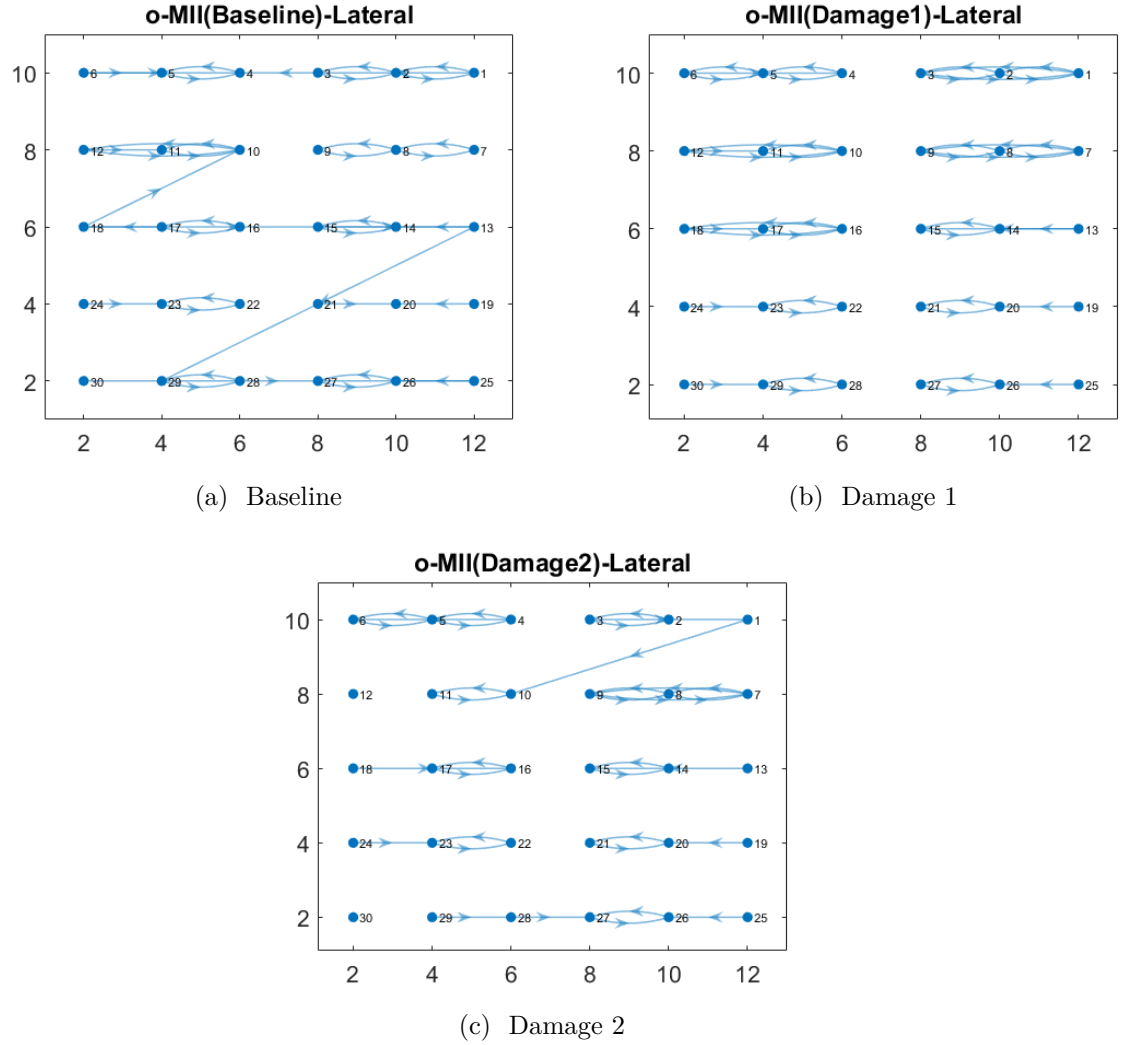 o-MII(Baseline)-Lateral
10 6 5 4 3 2 1
8 12 11 10 9 8 7
6 18 17 16 15 14 13
4 24 23 22 21 20 19
2 30 29 28 27 26 25
2 4 6 8 10 12
(a) Baseline
o-MII(Damage1)-Lateral
10 6 5 4 3 2 1
8 12 11 10 9 8 7
6 18 17 16 15 14 13
4 24 23 22 21 20 19
2 30 29 28 27 26 25
2 4 6 8 10 12
(b) Damage 1
o-MII(Damage2)-Lateral
10 6 5 4 3 2 1
8 12 11 10 9 8 7
6 18 17 16 15 14 13
4 24 23 22 21 20 19
2 30 29 28 27 26 25
2 4 6 8 10 12
(c) Damage 2